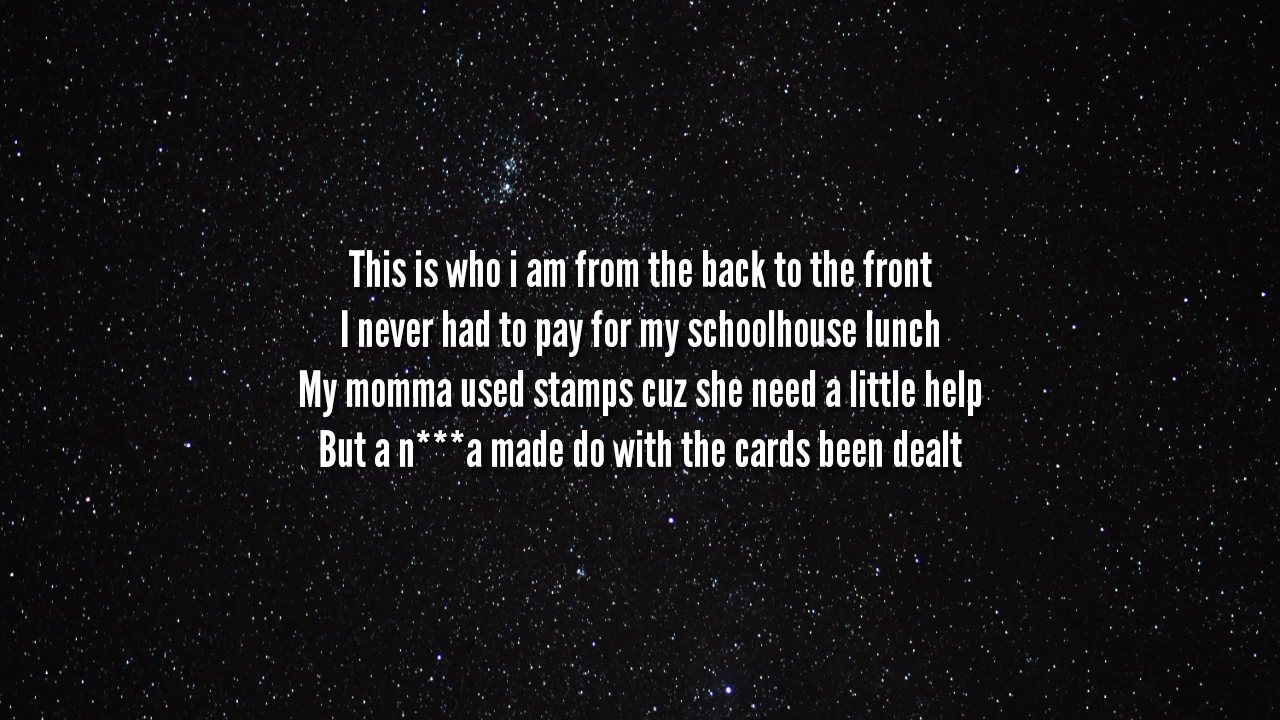 This is who i am from the back to the front
I never had to pay for my schoolhouse lunch
My momma used stamps cuz she need a little help
But a n***a made do with the cards been dealt